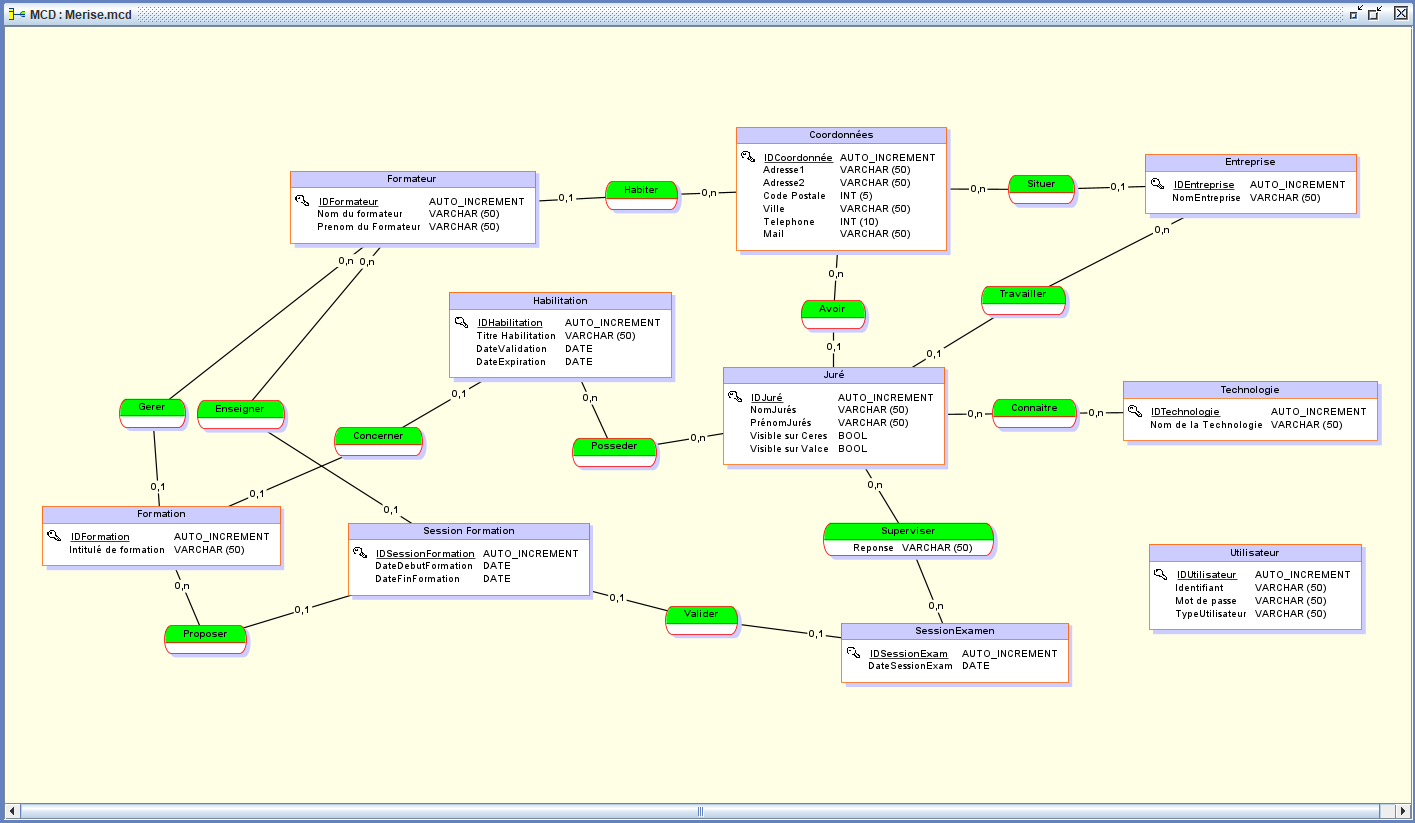 MCD : Merise.mcd
Coordonnées
IDCoordonnée AUTO_INCREMENT
Adresse1 VARCHAR (50)
Adresse2 VARCHAR (50)
Code Postale INT (5)
Ville VARCHAR (50)
Telephone INT (10)
Mail VARCHAR (50)
Entreprise
IDEntreprise AUTO_INCREMENT
NomEntreprise VARCHAR (50)
Formateur
IDFormateur AUTO_INCREMENT
Nom du formateur VARCHAR (50)
Prenom du Formateur VARCHAR (50)
0,1
Habiter
0,n
0,n
Situer
0,1
0,n
0,n
0,n
0,n
Habilitation
IDHabilitation AUTO_INCREMENT
Titre Habilitation VARCHAR (50)
DateValidation DATE
DateExpiration DATE
Avoir
Travailler
0,1
0,1
Juré
IDJuré AUTO_INCREMENT
NomJurés VARCHAR (50)
PrénomJurés VARCHAR (50)
Visible sur Ceres BOOL
Visible sur Valce BOOL
Technologie
IDTechnologie AUTO_INCREMENT
Nom de la Technologie VARCHAR (50)
0,n
Connaitre
0,n
Gerer
Enseigner
0,1
0,n
Concerner
Posseder
0,n
0,1
0,1
0,1
0,n
Formation
IDFormation AUTO_INCREMENT
Intitulé de formation VARCHAR (50)
Session Formation
IDSessionFormation AUTO_INCREMENT
DateDebutFormation DATE
DateFinFormation DATE
Superviser
Reponse VARCHAR (50)
Utilisateur
IDUtilisateur AUTO_INCREMENT
Identifiant VARCHAR (50)
Mot de passe VARCHAR (50)
TypeUtilisateur VARCHAR (50)
0,n
0,1
Proposer
0,1
Valider
0,1
0,n
SessionExamen
IDSessionExam AUTO_INCREMENT
DateSessionExam DATE